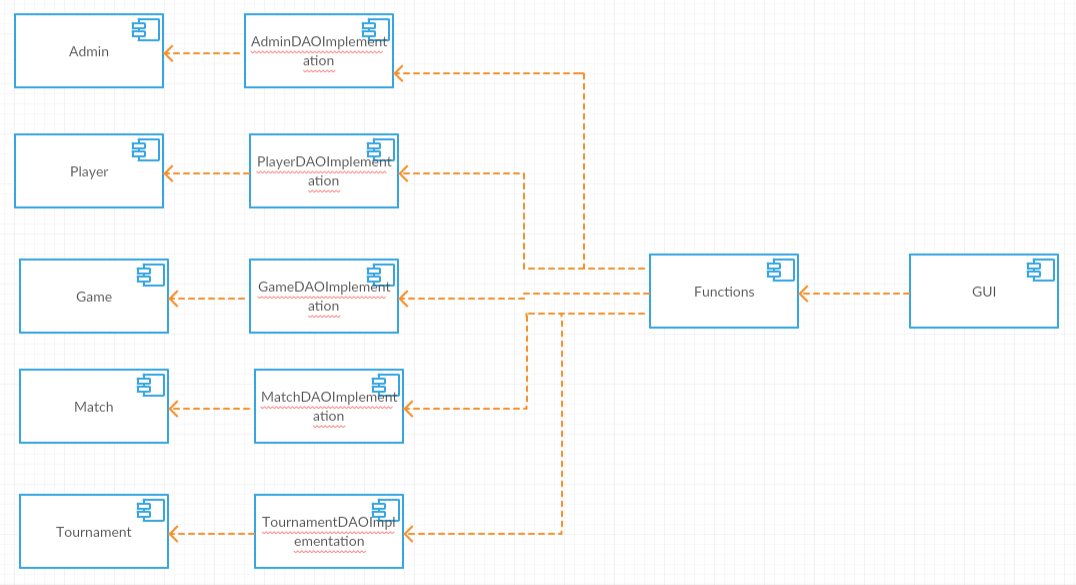 Admin
AdminDAOImplement
ation
Player
PlayerDAOImplement
ation
Game
GameDAOImplement
ation
Functions
GUI
Match
MatchDAOImplement
ation
Tournament
TournamentDAOImpl
ementation